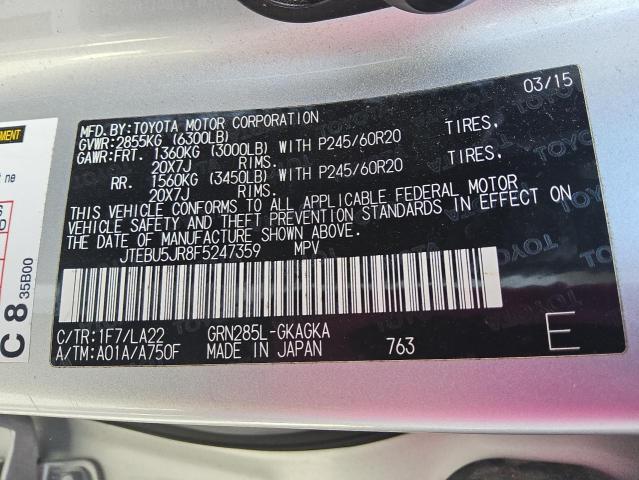 03/15
MFD.BY:TOYOTA MOTOR CORPORATION
GVWR:2855KG (6300LB)
GAWR:FRT. 1360KG (3000LB) WITH P245/60R20 TIRES,
20X7J RIMS.
RR. 1560KG (3450LB) WITH P245/60R20 TIRES,
20X7J RIMS.
THIS VEHICLE CONFORMS TO ALL APPLICABLE FEDERAL MOTOR
VEHICLE SAFETY AND THEFT PREVENTION STANDARDS IN EFFECT ON
THE DATE OF MANUFACTURE SHOWN ABOVE.
JTEBU5JR8F5247359 MPV
C/TR:1F7/LA22 GRN285L-GKAGKA
A/TM:A01A/A750F MADE IN JAPAN 763
E
C 8 35B00